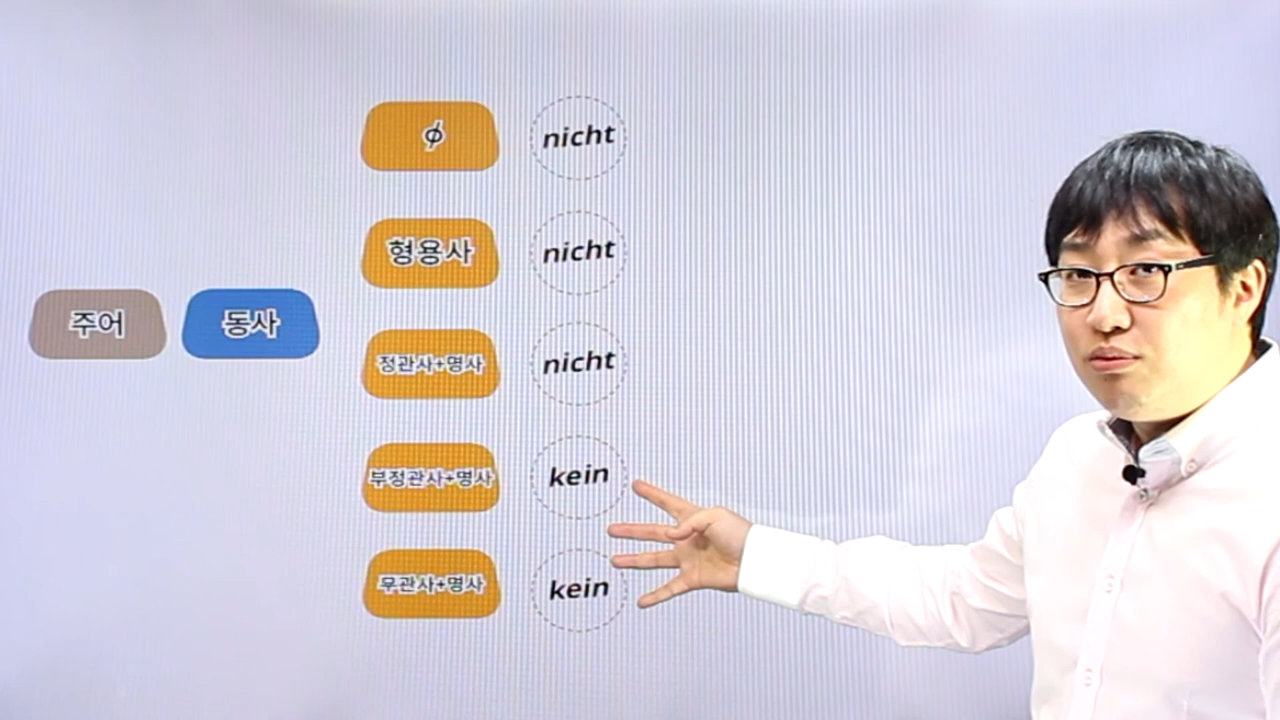 ϕ nicht
형용사 nicht
주어 동사
정관사+명사 nicht
부정관사+명사 kein
무관사+명사 kein